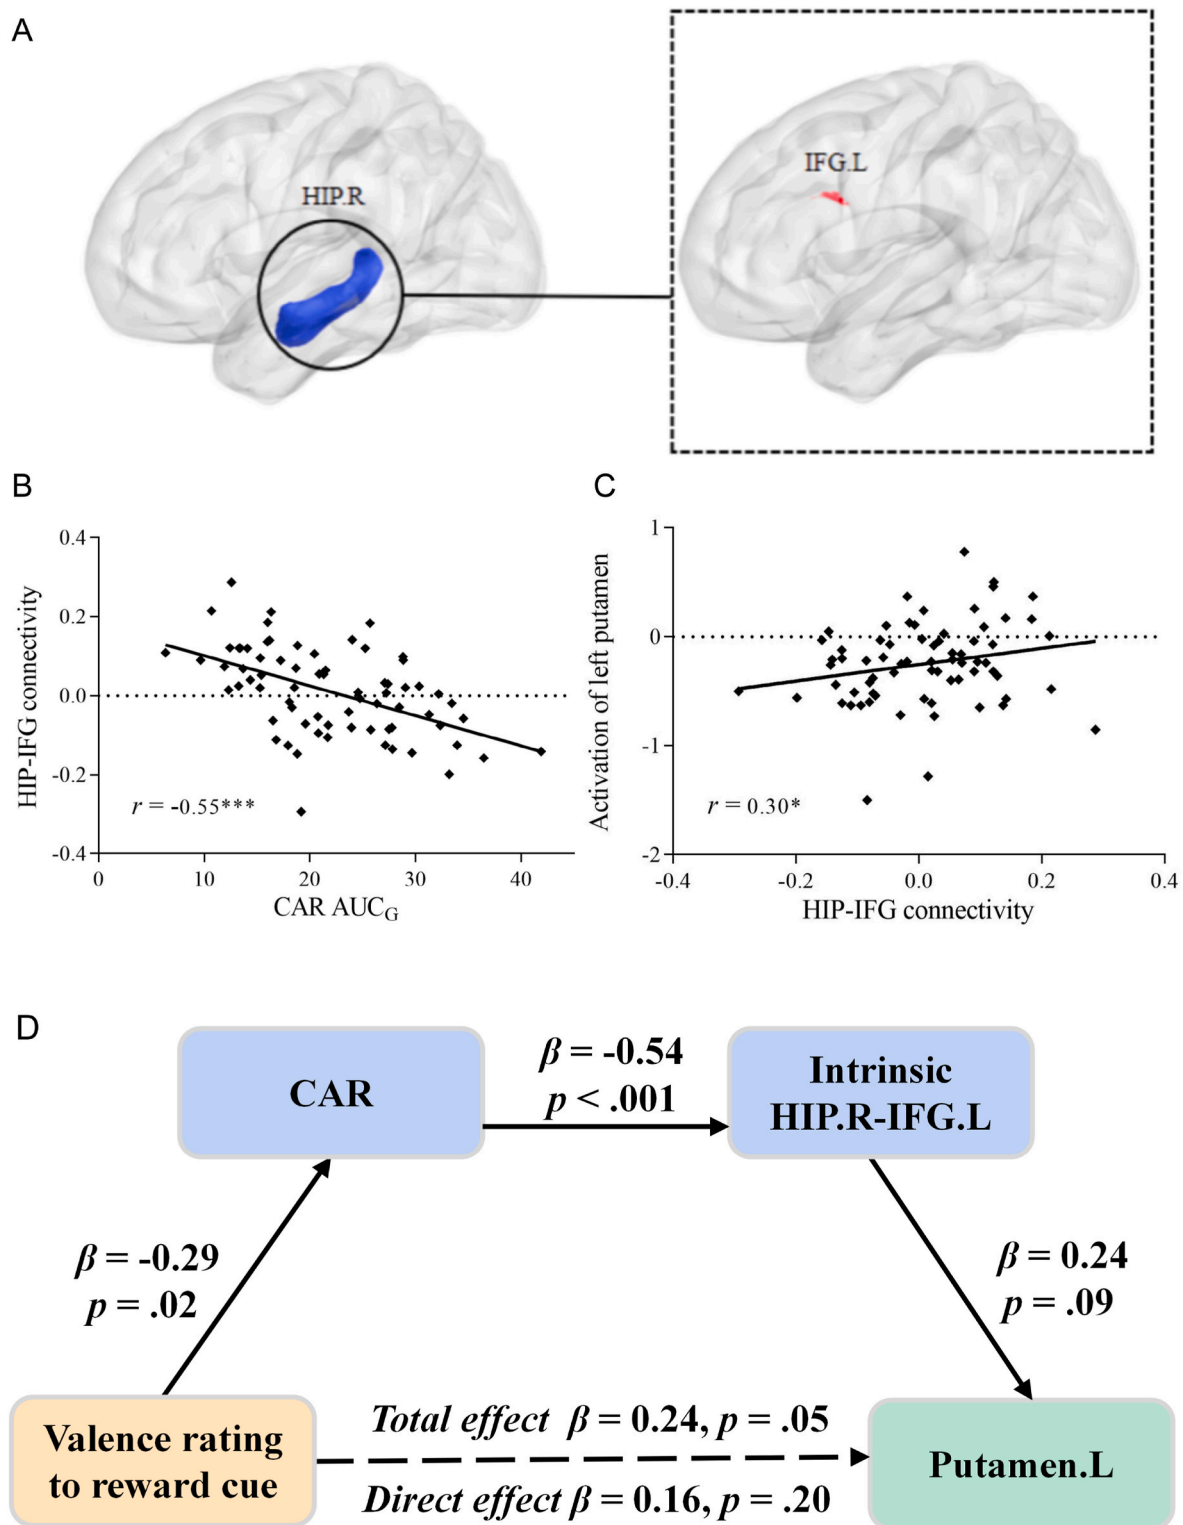 A
HIP.R
IFG.L
B
C
0.4
0.2
0.0
-0.2
-0.4
0
10
20
30
40
HIP-IFG connectivity
r = -0.55***
CAR AUCG
1
0
-1
-2
-0.4
-0.2
0.0
0.2
0.4
Activation of left putamen
r = 0.30*
HIP-IFG connectivity
D
CAR
β = -0.54
p < .001
Intrinsic
HIP.R-IFG.L
β = -0.29
p = .02
β = 0.24
p = .09
Valence rating
to reward cue
Total effect β = 0.24, p = .05
Direct effect β = 0.16, p = .20
Putamen.L